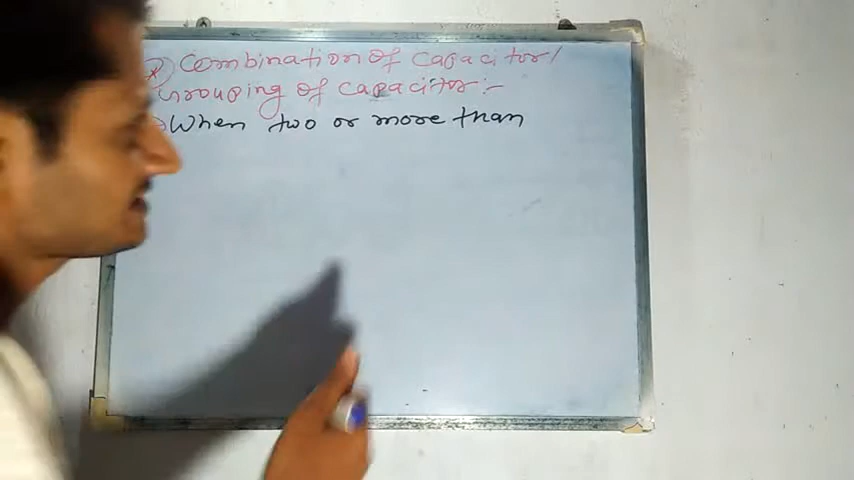 Combination of capacitor/
Grouping of capacitor:-
When two or more than